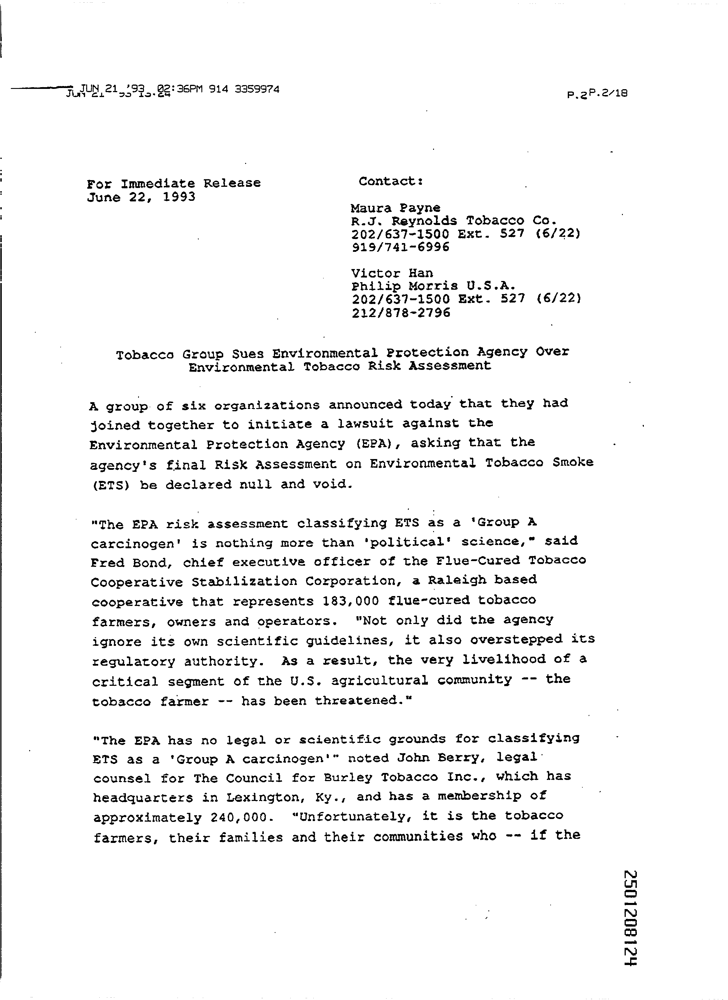 JUN 21 '93 02:36PM 914 3359974
P.2 P.2/18
For Immediate Release
June 22, 1993
Contact:
Maura Payne
R.J. Reynolds Tobacco Co.
202/637-1500 Ext. 527 (6/22)
919/741-6996
Victor Han
Philip Morris U.S.A.
202/637-1500 Ext. 527 (6/22)
212/878-2796
Tobacco Group Sues Environmental Protection Agency Over
Environmental Tobacco Risk Assessment
A group of six organizations announced today that they had
joined together to initiate a lawsuit against the
Environmental Protection Agency (EPA), asking that the
agency's final Risk Assessment on Environmental Tobacco Smoke
(ETS) be declared null and void.
"The EPA risk assessment classifying ETS as a 'Group A
carcinogen' is nothing more than 'political' science," said
Fred Bond, chief executive officer of the Flue-Cured Tobacco
Cooperative Stabilization Corporation, a Raleigh based
cooperative that represents 183,000 flue-cured tobacco
farmers, owners and operators. "Not only did the agency
ignore its own scientific guidelines, it also overstepped its
regulatory authority. As a result, the very livelihood of a
critical segment of the U.S. agricultural community -- the
tobacco farmer -- has been threatened."
"The EPA has no legal or scientific grounds for classifying
ETS as a 'Group A carcinogen'" noted John Berry, legal
counsel for The Council for Burley Tobacco Inc., which has
headquarters in Lexington, Ky., and has a membership of
approximately 240,000. "Unfortunately, it is the tobacco
farmers, their families and their communities who -- if the
2501208124